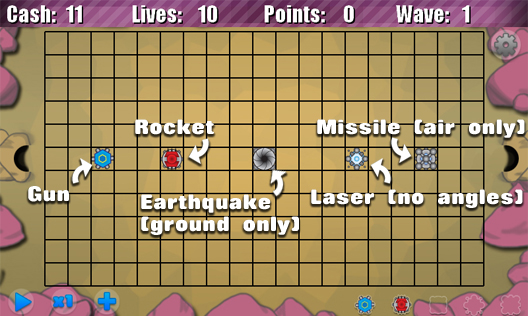 Cash: 11 Lives: 10 Points: 0 Wave: 1
Rocket
Missile (air only)
Gun
Earthquake
(ground only)
Laser (no angles)
x1